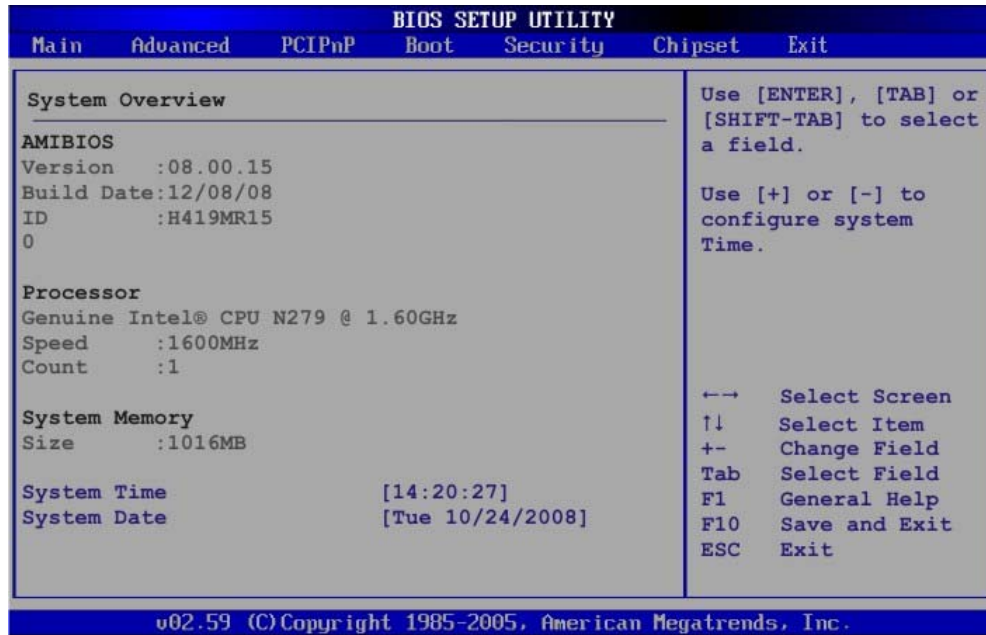 BIOS SETUP UTILITY
Main Advanced PCIPnP Boot Security Chipset Exit
System Overview
AMIBIOS
Version :08.00.15
Build Date:12/08/08
ID :H419MR15
0
Processor
Genuine Intel® CPU N279 @ 1.60GHz
Speed :1600MHz
Count :1
System Memory
Size :1016MB
System Time [14:20:27]
System Date [Tue 10/24/2008]
Use [ENTER], [TAB] or
[SHIFT-TAB] to select
a field.
Use [+] or [-] to
configure system
Time.
←→ Select Screen
↑↓ Select Item
+- Change Field
Tab Select Field
F1 General Help
F10 Save and Exit
ESC Exit
v02.59 (C)Copyright 1985-2005, American Megatrends, Inc.